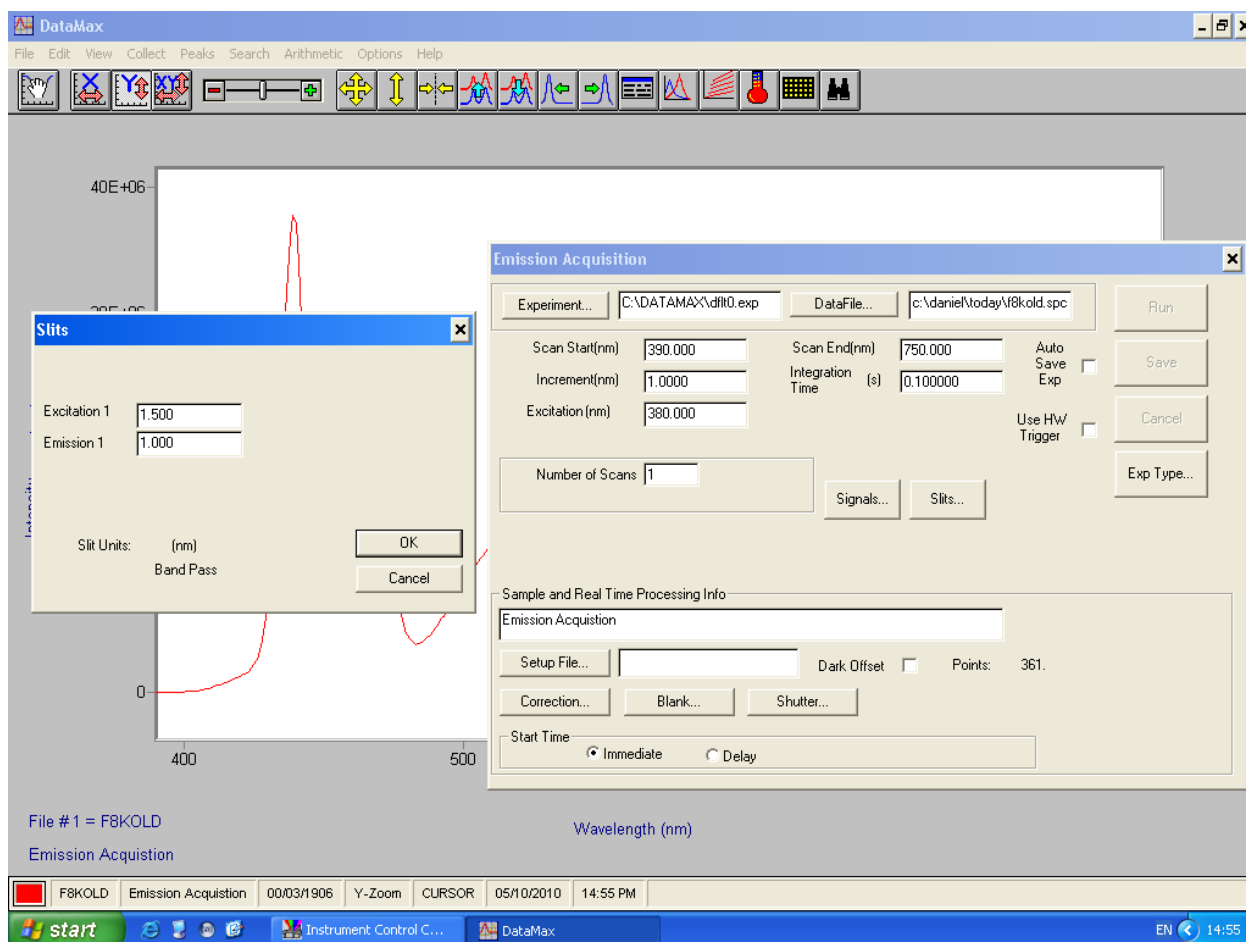 DataMax
File Edit View Collect Peaks Search Arithmetic Options Help
X Y XY
40E+06
0
400
500
Intensity
Wavelength (nm)
File # 1 = F8KOLD
Emission Acquistion
Slits
Excitation 1 1.500
Emission 1 1.000
Slit Units: (nm)
Band Pass
OK
Cancel
Emission Acquisition
Experiment... C:\DATAMAX\dflt0.exp DataFile... c:\daniel\today\f8kold.spc Run
Scan Start(nm) 390.000 Scan End(nm) 750.000 Auto Save Exp Save
Increment(nm) 1.0000 Integration Time (s) 0.100000
Excitation (nm) 380.000 Use HW Trigger Cancel
Number of Scans 1 Signals... Slits... Exp Type...
Sample and Real Time Processing Info
Emission Acquistion
Setup File... Dark Offset Points: 361.
Correction... Blank... Shutter...
Start Time
Immediate Delay
F8KOLD Emission Acquistion 00/03/1906 Y-Zoom CURSOR 05/10/2010 14:55 PM
start Instrument Control C... DataMax EN 14:55